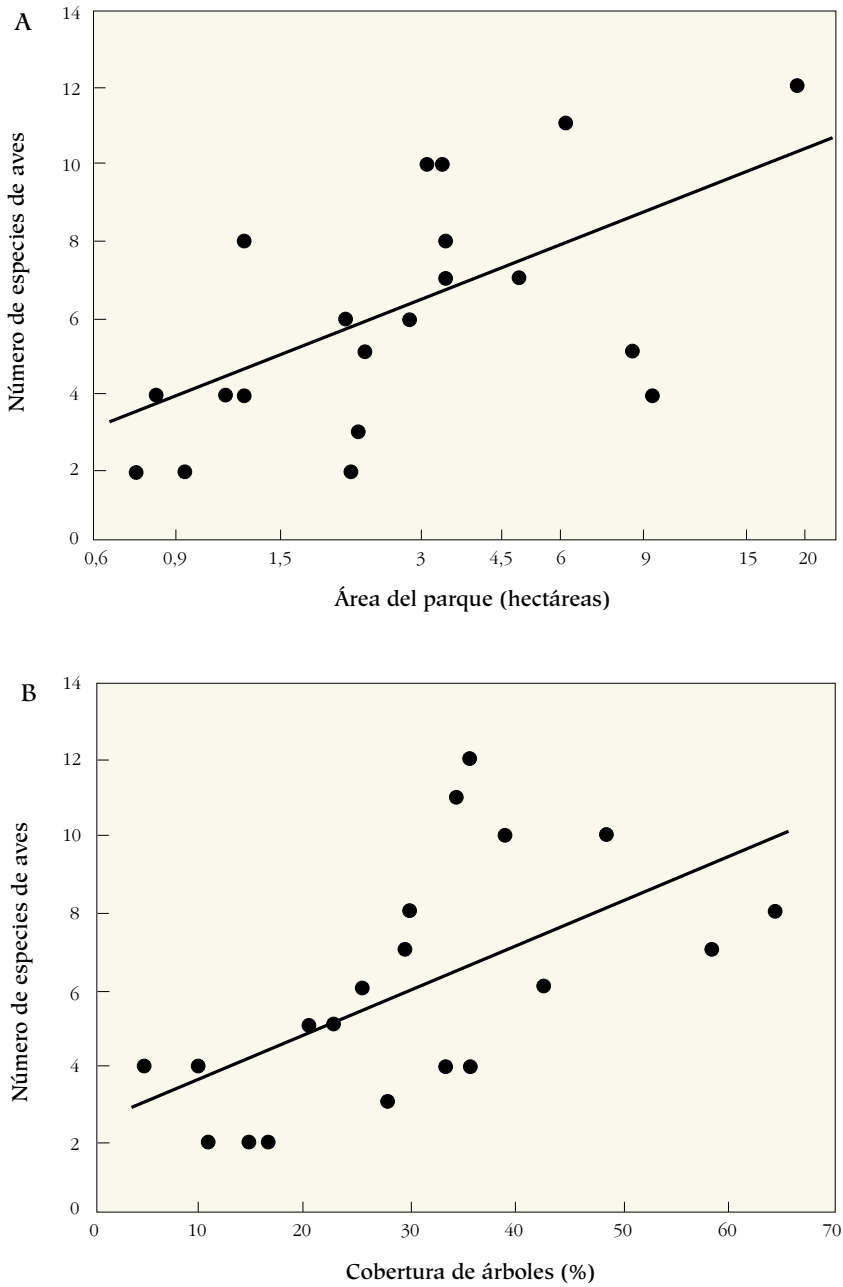 A
14
12
10
8
6
4
2
0
Número de especies de aves
0,6 0,9 1,5 3 4,5 6 9 15 20
Área del parque (hectáreas)
B
14
12
10
8
6
4
2
0
Número de especies de aves
0 10 20 30 40 50 60 70
Cobertura de árboles (%)